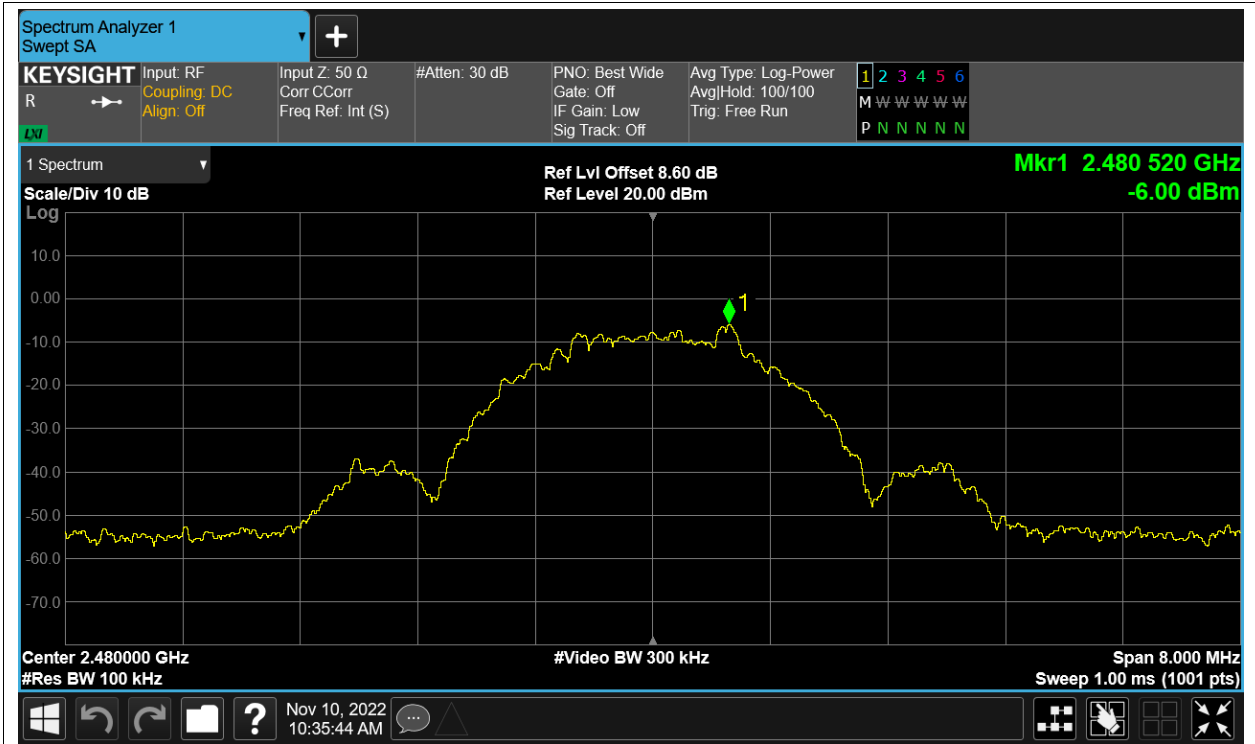 Spectrum Analyzer 1
Swept SA
KEYSIGHT
R
LXI
Input: RF
Coupling: DC
Align: Off
Input Z: 50 Ω
Corr CCorr
Freq Ref: Int (S)
#Atten: 30 dB
PNO: Best Wide
Gate: Off
IF Gain: Low
Sig Track: Off
Avg Type: Log-Power
Avg|Hold: 100/100
Trig: Free Run
1 2 3 4 5 6
M W W W W W W
P N N N N N N
1 Spectrum
Scale/Div 10 dB
Log
Ref Lvl Offset 8.60 dB
Ref Level 20.00 dBm
Mkr1 2.480 520 GHz
-6.00 dBm
10.0
0.00
-10.0
-20.0
-30.0
-40.0
-50.0
-60.0
-70.0
1
Center 2.480000 GHz
#Video BW 300 kHz
Span 8.000 MHz
#Res BW 100 kHz
Sweep 1.00 ms (1001 pts)
?
Nov 10, 2022
10:35:44 AM